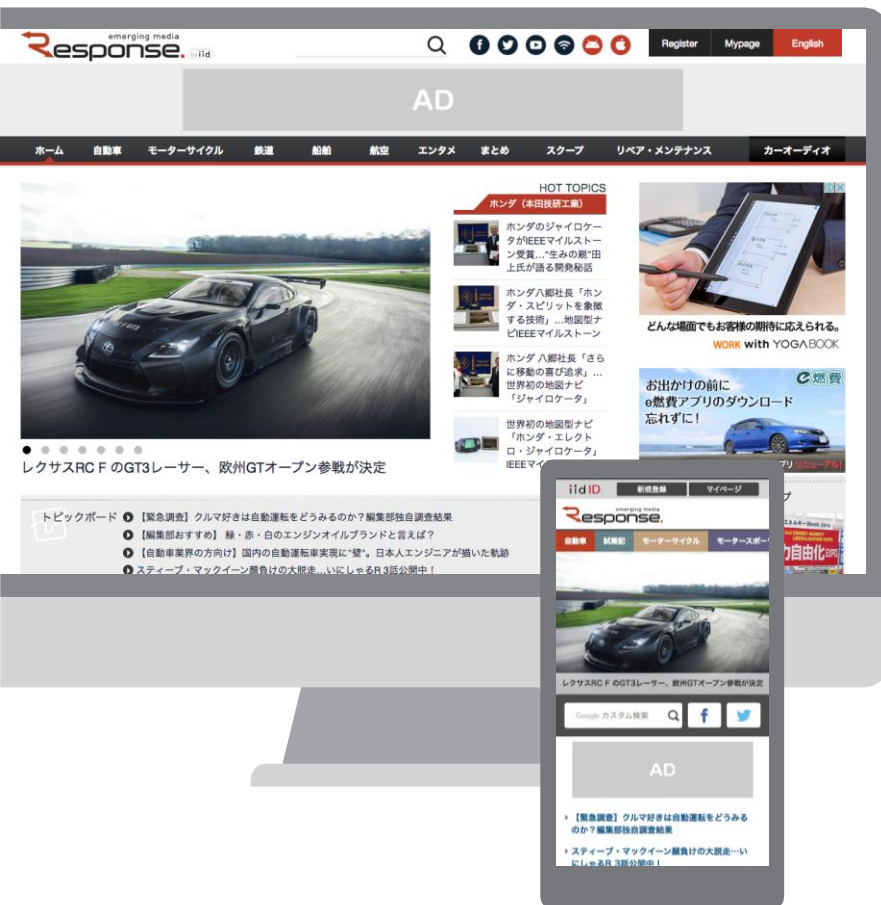 emerging media
Response. iid
Register Mypage English
AD
ホーム 自動車 モーターサイクル 鉄道 船舶 航空 エンタメ まとめ スクープ リペア・メンテナンス カーオーディオ
HOT TOPICS
ホンダ（本田技研工業）
ホンダのジャイロケー
タがIEEEマイルストー
ン受賞…"生みの親"田
上氏が語る開発秘話
ホンダ八郷社長「ホン
ダ・スピリットを象徴
する技術」…地図型ナ
ビIEEEマイルストーン
ホンダ 八郷社長「さら
に移動の喜び追求」…
世界初の地図ナビ
「ジャイロケータ」
世界初の地図型ナビ
「ホンダ・エレクト
ロ・ジャイロケータ」
IEEEマイ
どんな場面でもお客様の期待に応えられる。
WORK with YOGABOOK
e燃費
お出かけの前に
e燃費アプリのダウンロード
忘れずに！
プリ リニューアル!
レクサスRC F のGT3レーサー、欧州GTオープン参戦が決定
トピックボード
【緊急調査】クルマ好きは自動運転をどうみるのか？編集部独自調査結果
【編集部おすすめ】 緑・赤・白のエンジンオイルブランドと言えば？
【自動車業界の方向け】国内の自動運転車実現に"壁"。日本人エンジニアが描いた軌跡
スティーブ・マックイーン顔負けの大脱走…いにしゃるR 3話公開中！
プ
力自由化EXPO
iid ID 新規登録 マイページ
emerging media
Response.
自動車 試乗記 モーターサイクル モータースポー
レクサスRC F のGT3レーサー、欧州GTオープン参戦が決定
Google カスタム検索
AD
【緊急調査】クルマ好きは自動運転をどうみる
のか？編集部独自調査結果
スティーブ・マックイーン顔負けの大脱走…い
にしゃるR 3話公開中！